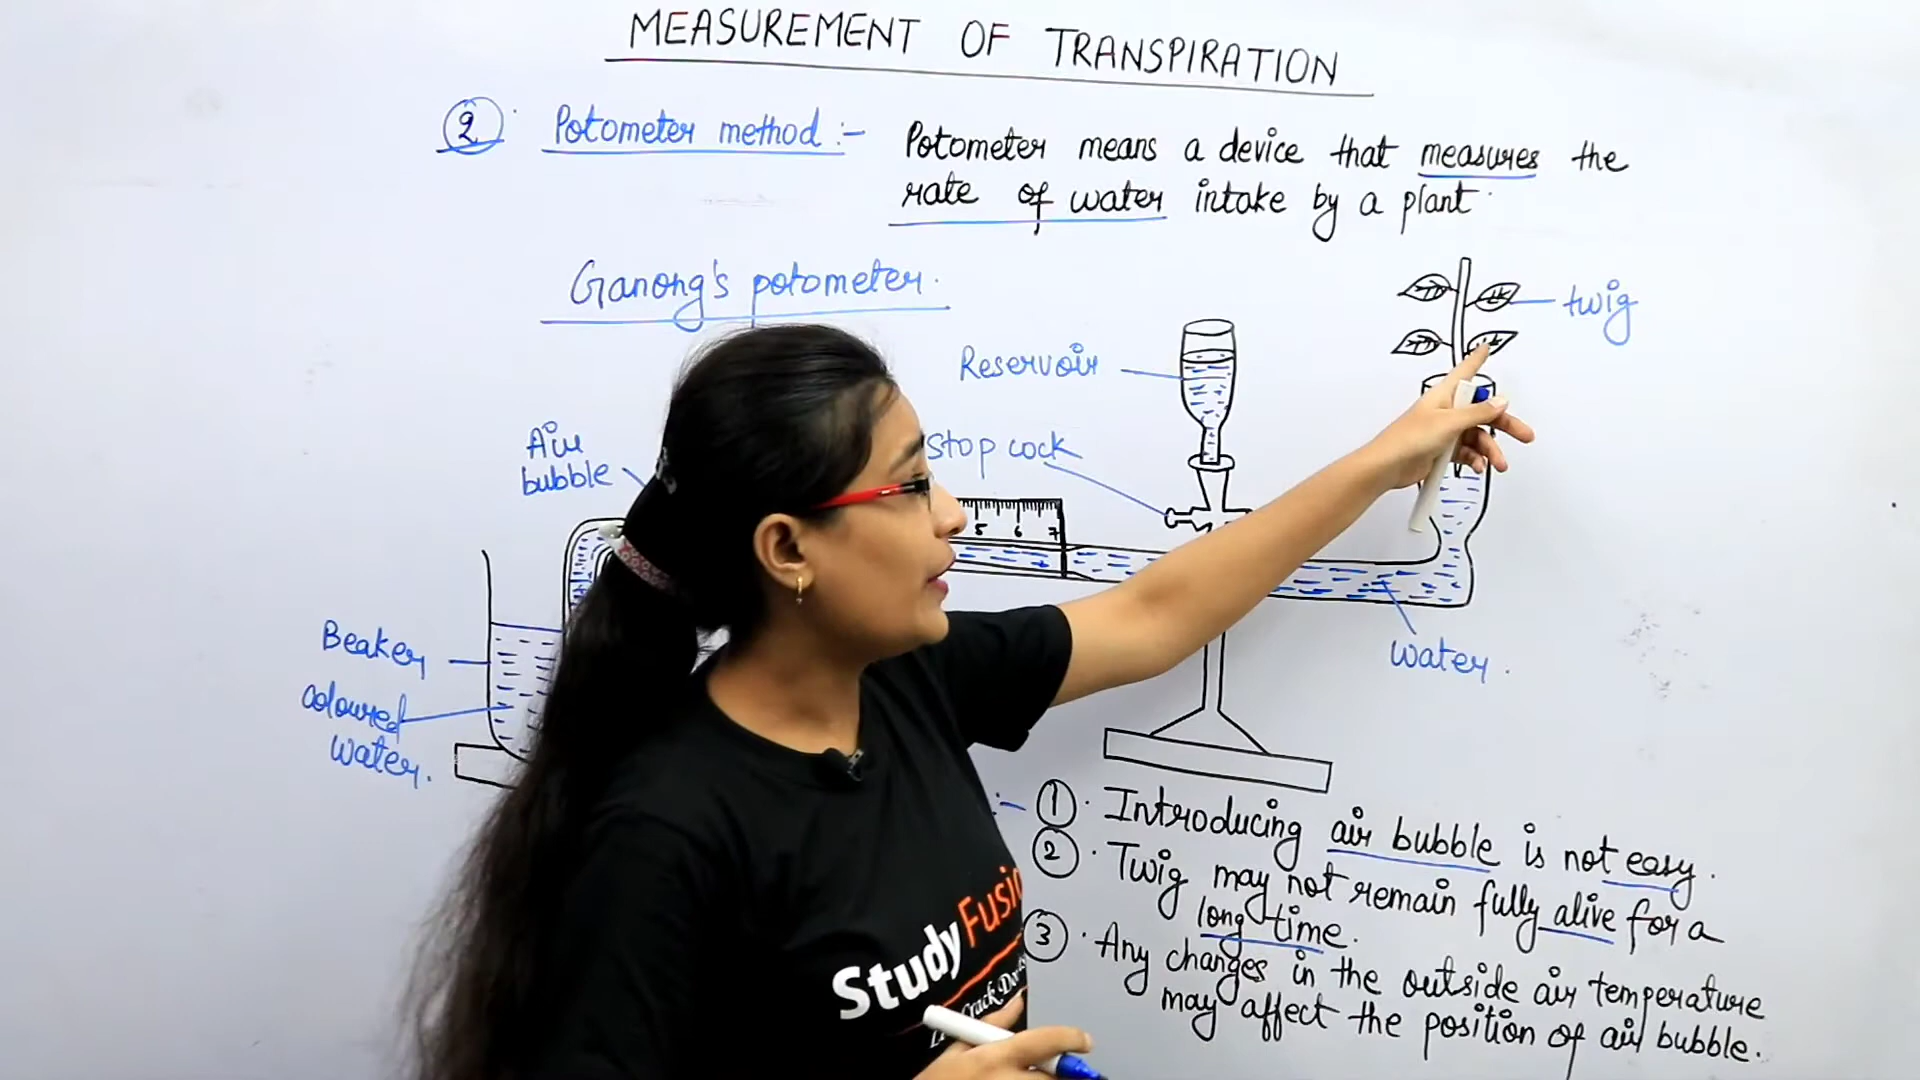 MEASUREMENT OF TRANSPIRATION
2. Potometer method :- Potometer means a device that measures the
rate of water intake by a plant.
Ganong's potometer.
twig
Reservoir
Stop cock
Air
bubble
5 6 7
Beaker
coloured
water.
water.
:- 1. Introducing air bubble is not easy.
2. Twig may not remain fully alive for a
long time.
3. Any changes in the outside air temperature
may affect the position of air bubble.
Study Fusion